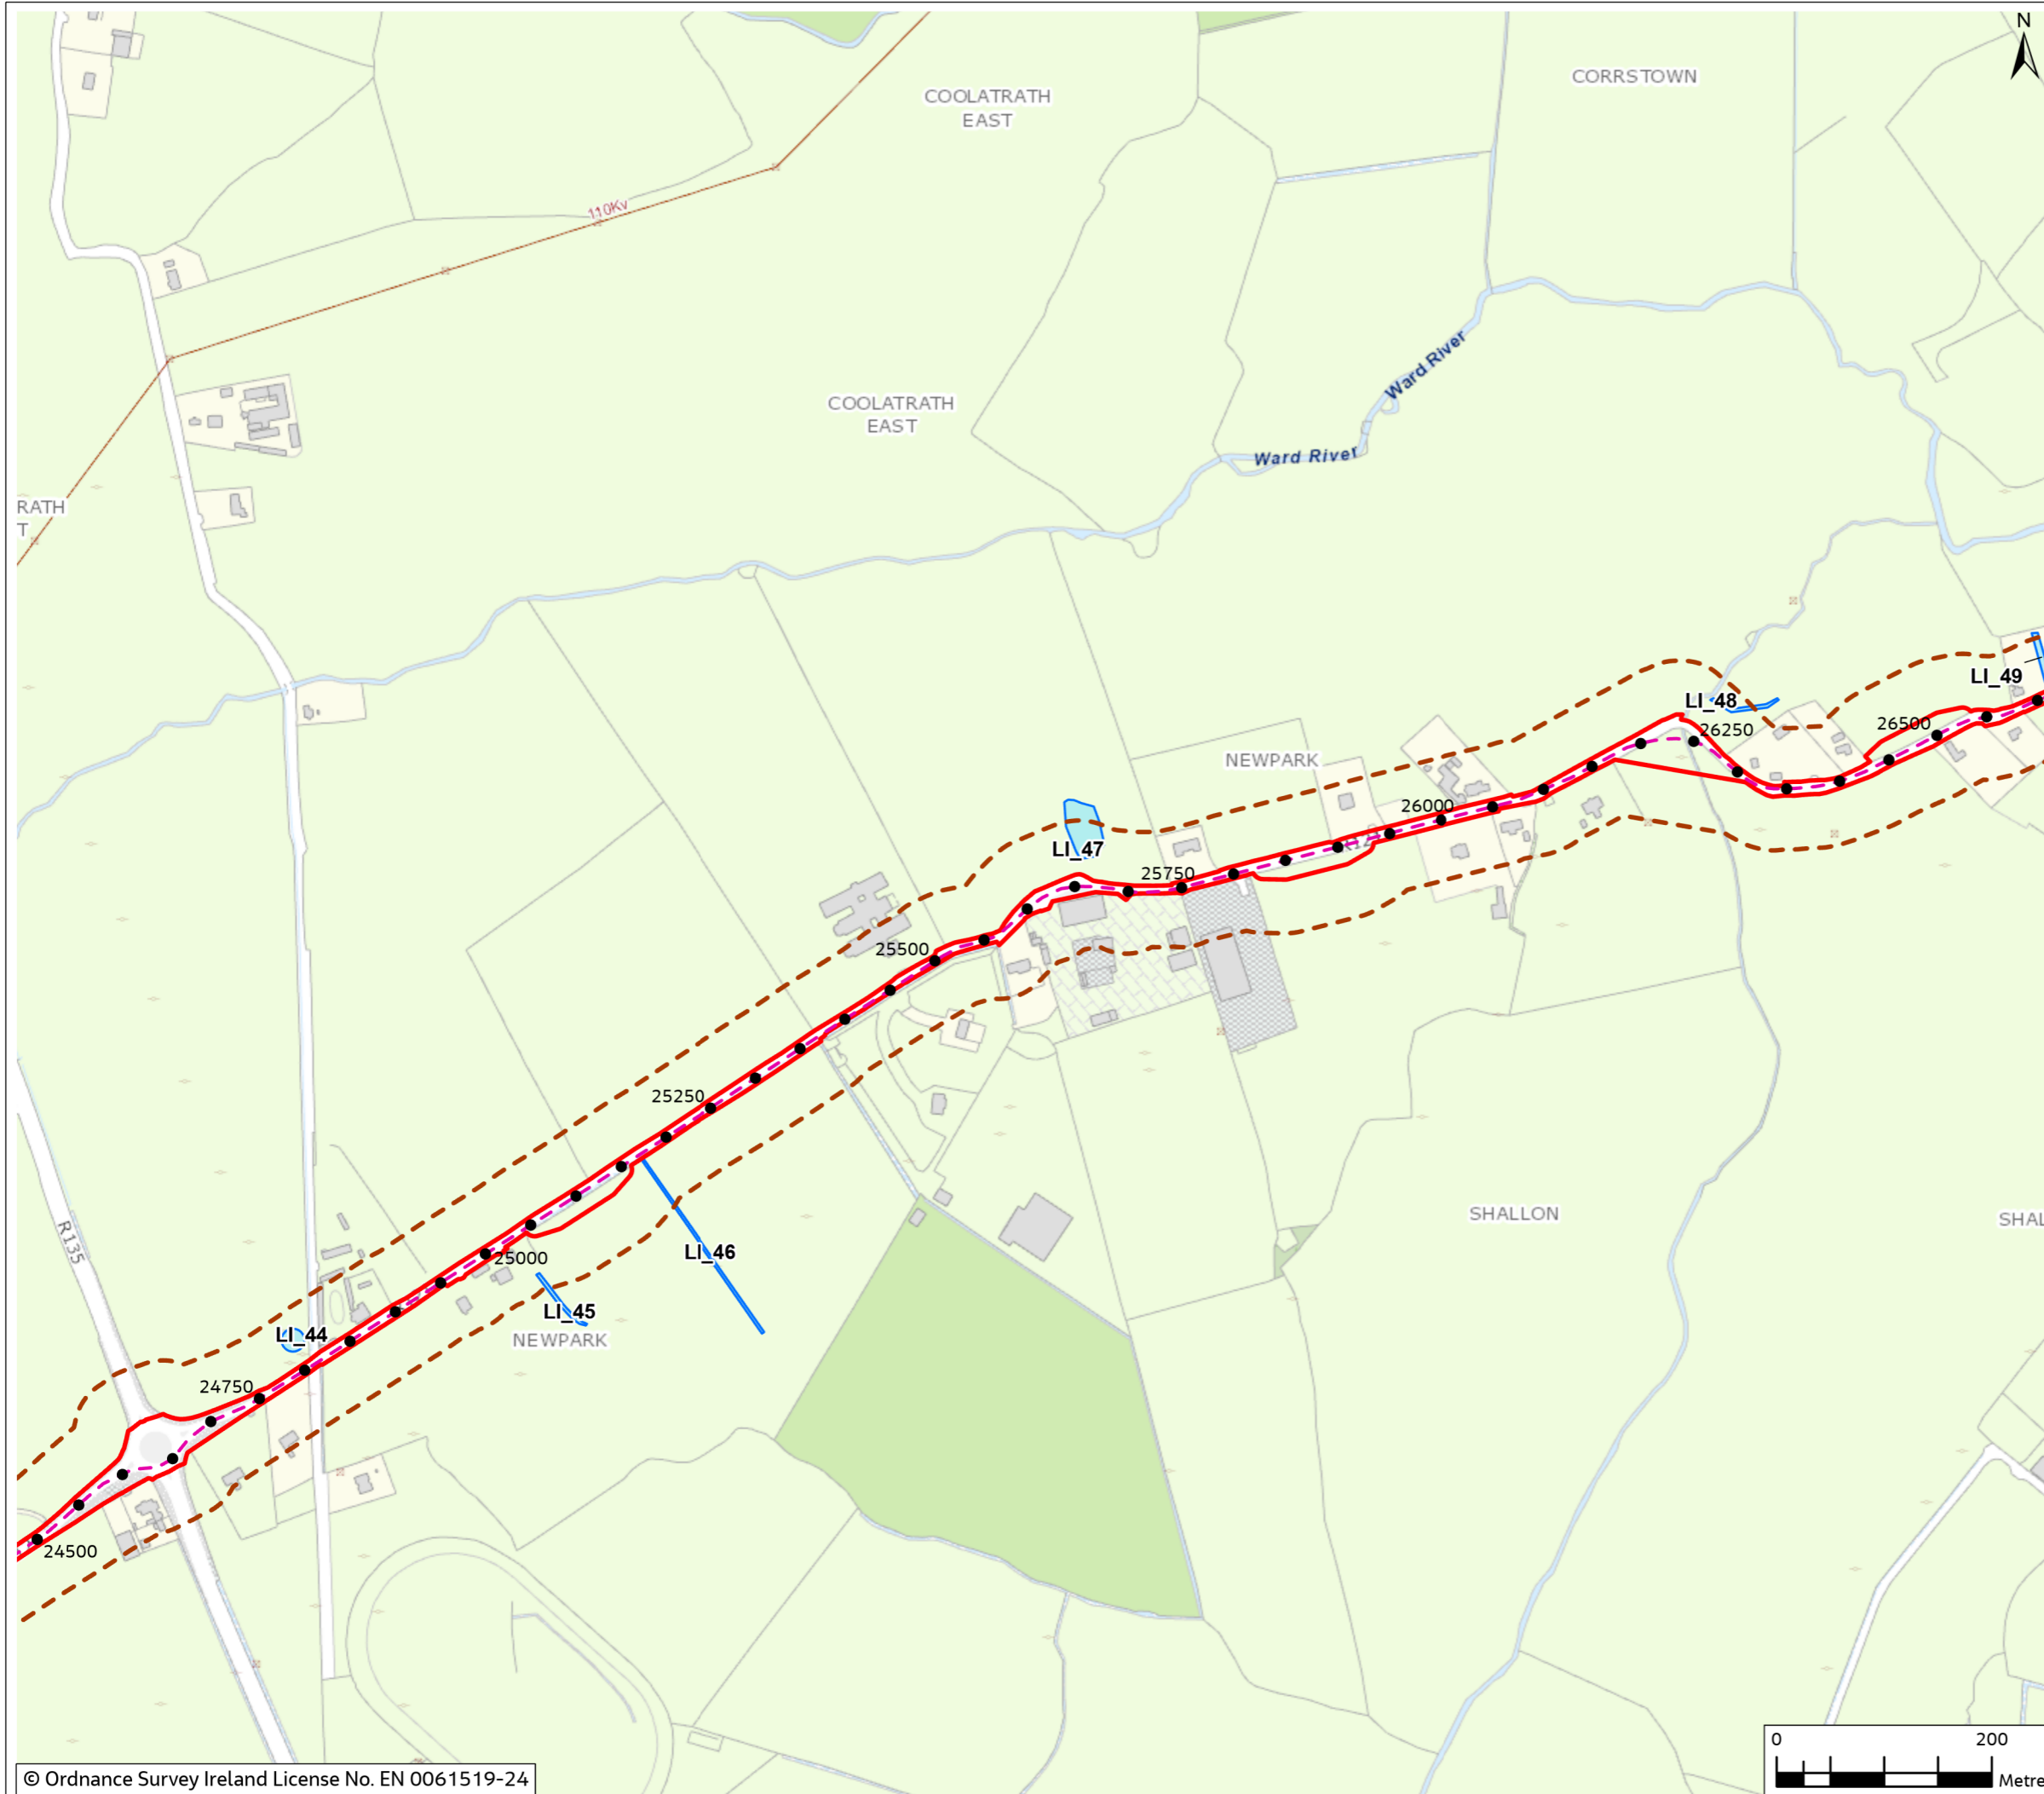 N
CORRSTOWN
COOLATRATH
EAST
110Kv
Ward River
COOLATRATH
EAST
Ward River
RATH
T
LI_49
LI_48
26500
26250
NEWPARK
26000
LI_47
25750
25500
25250
SHALLON
SHAL
R135
LI_46
25000
LI_45
LI_44
NEWPARK
24750
24500
0 200
Metre
© Ordnance Survey Ireland License No. EN 0061519-24